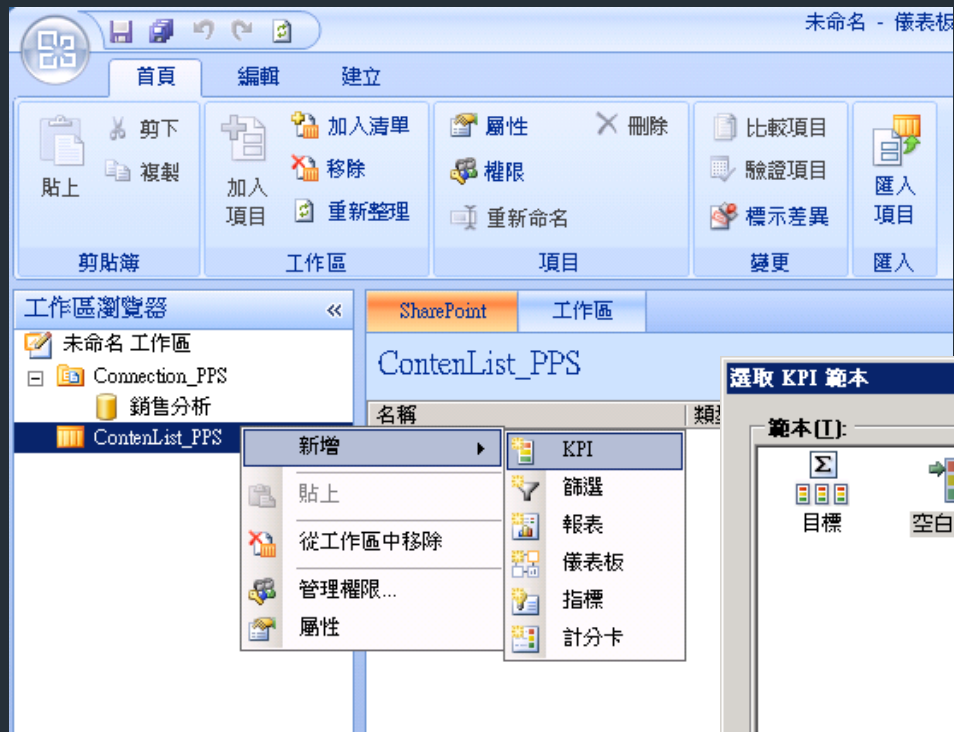 未命名 - 儀表板
首頁
編輯
建立
貼上
剪下
複製
剪貼簿
加入項目
加入清單
移除
重新整理
工作區
屬性
權限
重新命名
刪除
項目
比較項目
驗證項目
標示差異
變更
匯入項目
匯入
工作區瀏覽器
未命名 工作區
Connection_PPS
銷售分析
ContenList_PPS
SharePoint
工作區
ContenList_PPS
名稱
新增
貼上
從工作區中移除
管理權限...
屬性
KPI
篩選
報表
儀表板
指標
計分卡
選取 KPI 範本
範本(T):
目標
空白